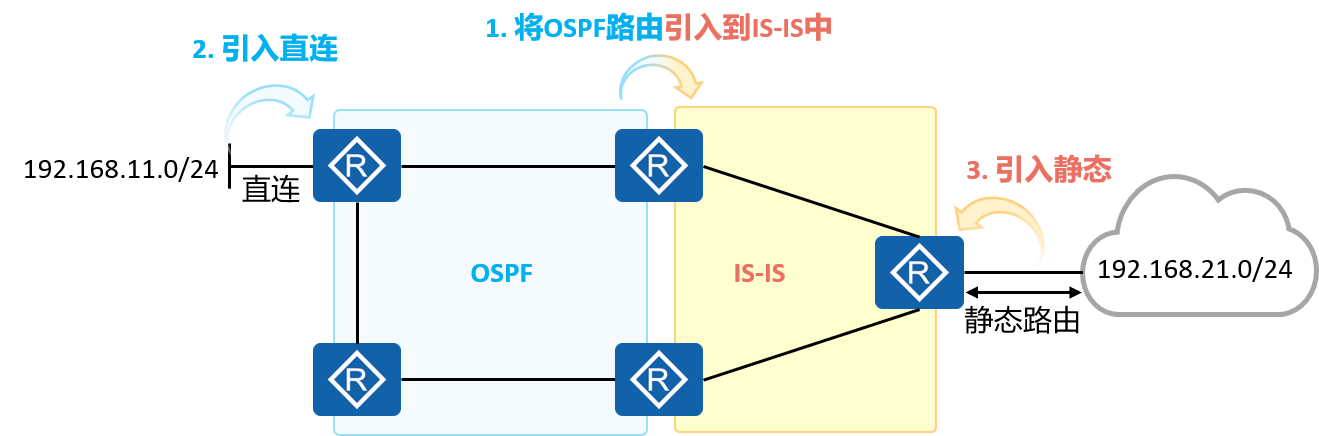 1. 将OSPF路由引入到IS-IS中
2. 引入直连
192.168.11.0/24
直连
R
R
3. 引入静态
OSPF
IS-IS
R
192.168.21.0/24
静态路由
R
R